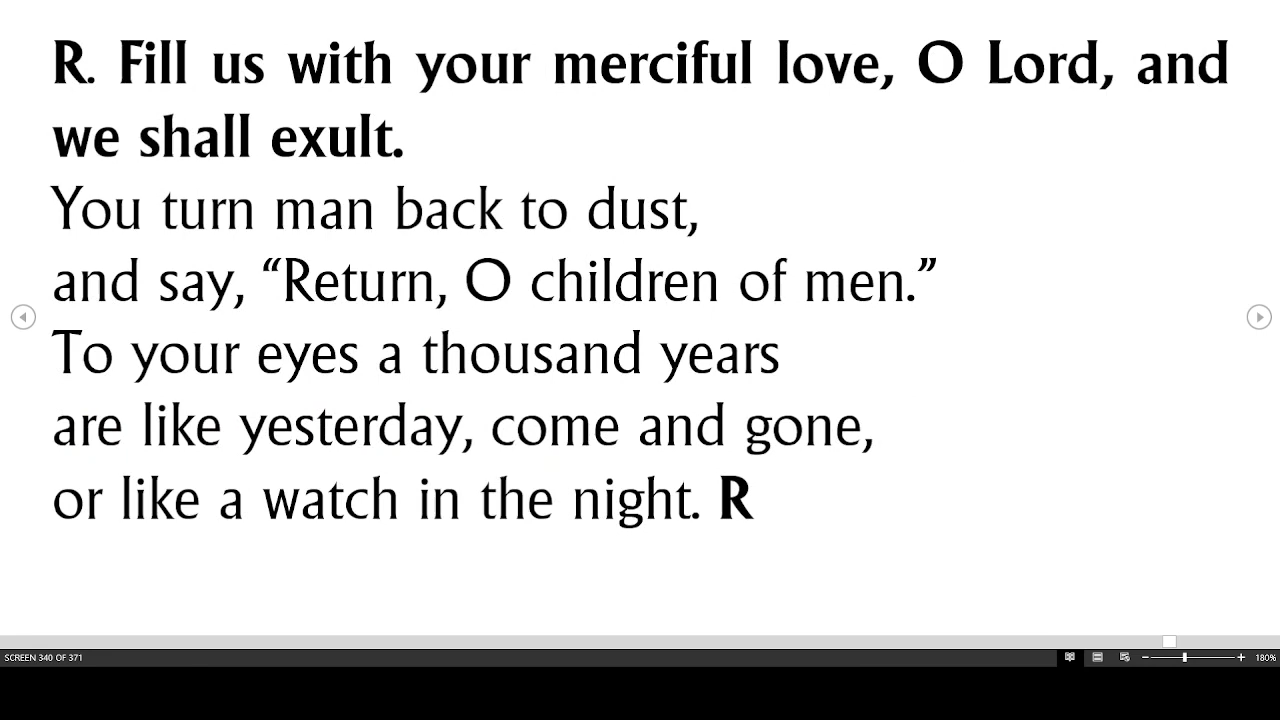 R. Fill us with your merciful love, O Lord, and
we shall exult.
You turn man back to dust,
and say, “Return, O children of men.”
To your eyes a thousand years
are like yesterday, come and gone,
or like a watch in the night. R
SCREEN 340 OF 371
180%